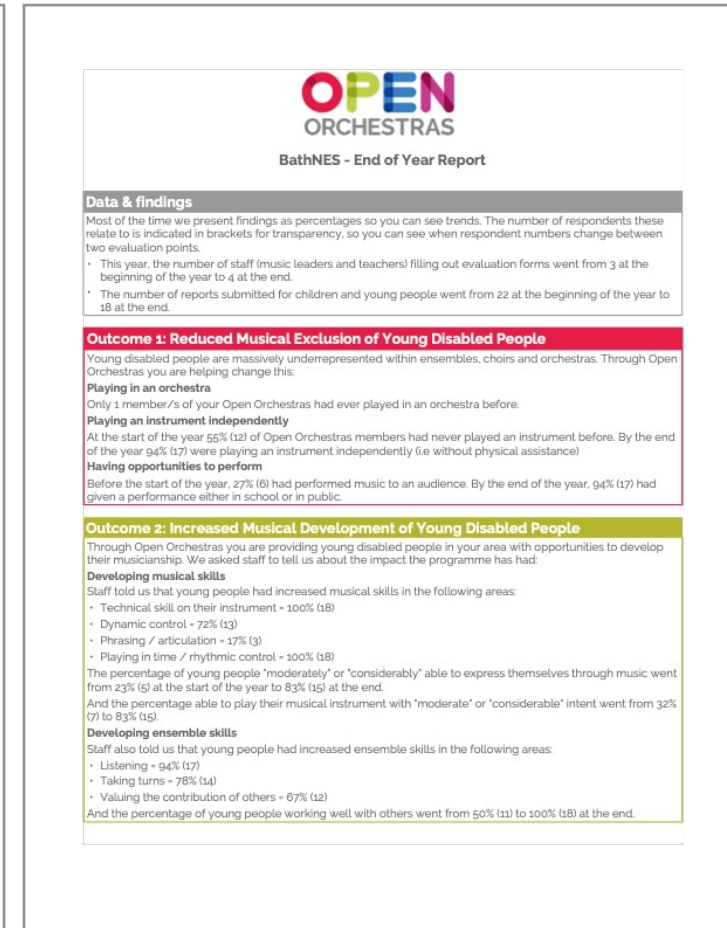 OPEN
ORCHESTRAS
BathNES - End of Year Report
Data & findings
Most of the time we present findings as percentages so you can see trends. The number of respondents these
relate to is indicated in brackets for transparency, so you can see when respondent numbers change between
two evaluation points.
• This year, the number of staff (music leaders and teachers) filling out evaluation forms went from 3 at the
beginning of the year to 4 at the end.
• The number of reports submitted for children and young people went from 22 at the beginning of the year to
18 at the end.
Outcome 1: Reduced Musical Exclusion of Young Disabled People
Young disabled people are massively underrepresented within ensembles, choirs and orchestras. Through Open
Orchestras you are helping change this:
Playing in an orchestra
Only 1 member/s of your Open Orchestras had ever played in an orchestra before.
Playing an instrument independently
At the start of the year 55% (12) of Open Orchestras members had never played an instrument before. By the end
of the year 94% (17) were playing an instrument independently (i.e without physical assistance)
Having opportunities to perform
Before the start of the year, 27% (6) had performed music to an audience. By the end of the year, 94% (17) had
given a performance either in school or in public.
Outcome 2: Increased Musical Development of Young Disabled People
Through Open Orchestras you are providing young disabled people in your area with opportunities to develop
their musicianship. We asked staff to tell us about the impact the programme has had:
Developing musical skills
Staff told us that young people had increased musical skills in the following areas:
• Technical skill on their instrument = 100% (18)
• Dynamic control = 72% (13)
• Phrasing / articulation = 17% (3)
• Playing in time / rhythmic control = 100% (18)
The percentage of young people "moderately" or "considerably" able to express themselves through music went
from 23% (5) at the start of the year to 83% (15) at the end.
And the percentage able to play their musical instrument with "moderate" or "considerable" intent went from 32%
(7) to 83% (15).
Developing ensemble skills
Staff also told us that young people had increased ensemble skills in the following areas:
• Listening = 94% (17)
• Taking turns = 78% (14)
• Valuing the contribution of others = 67% (12)
And the percentage of young people working well with others went from 50% (11) to 100% (18) at the end.